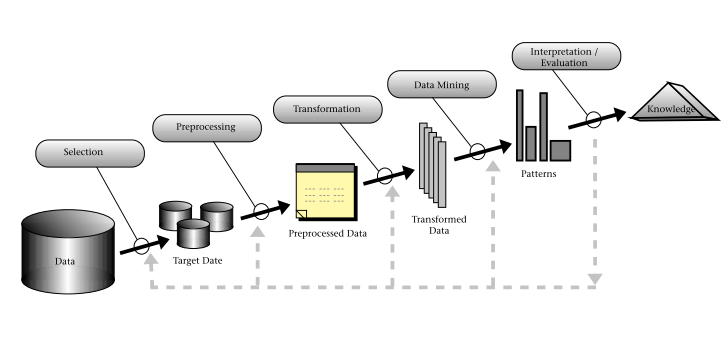 Interpretation /
Evaluation
Data Mining
Knowledge
Transformation
Preprocessing
Selection
Patterns
Transformed
Data
Preprocessed Data
Target Date
Data